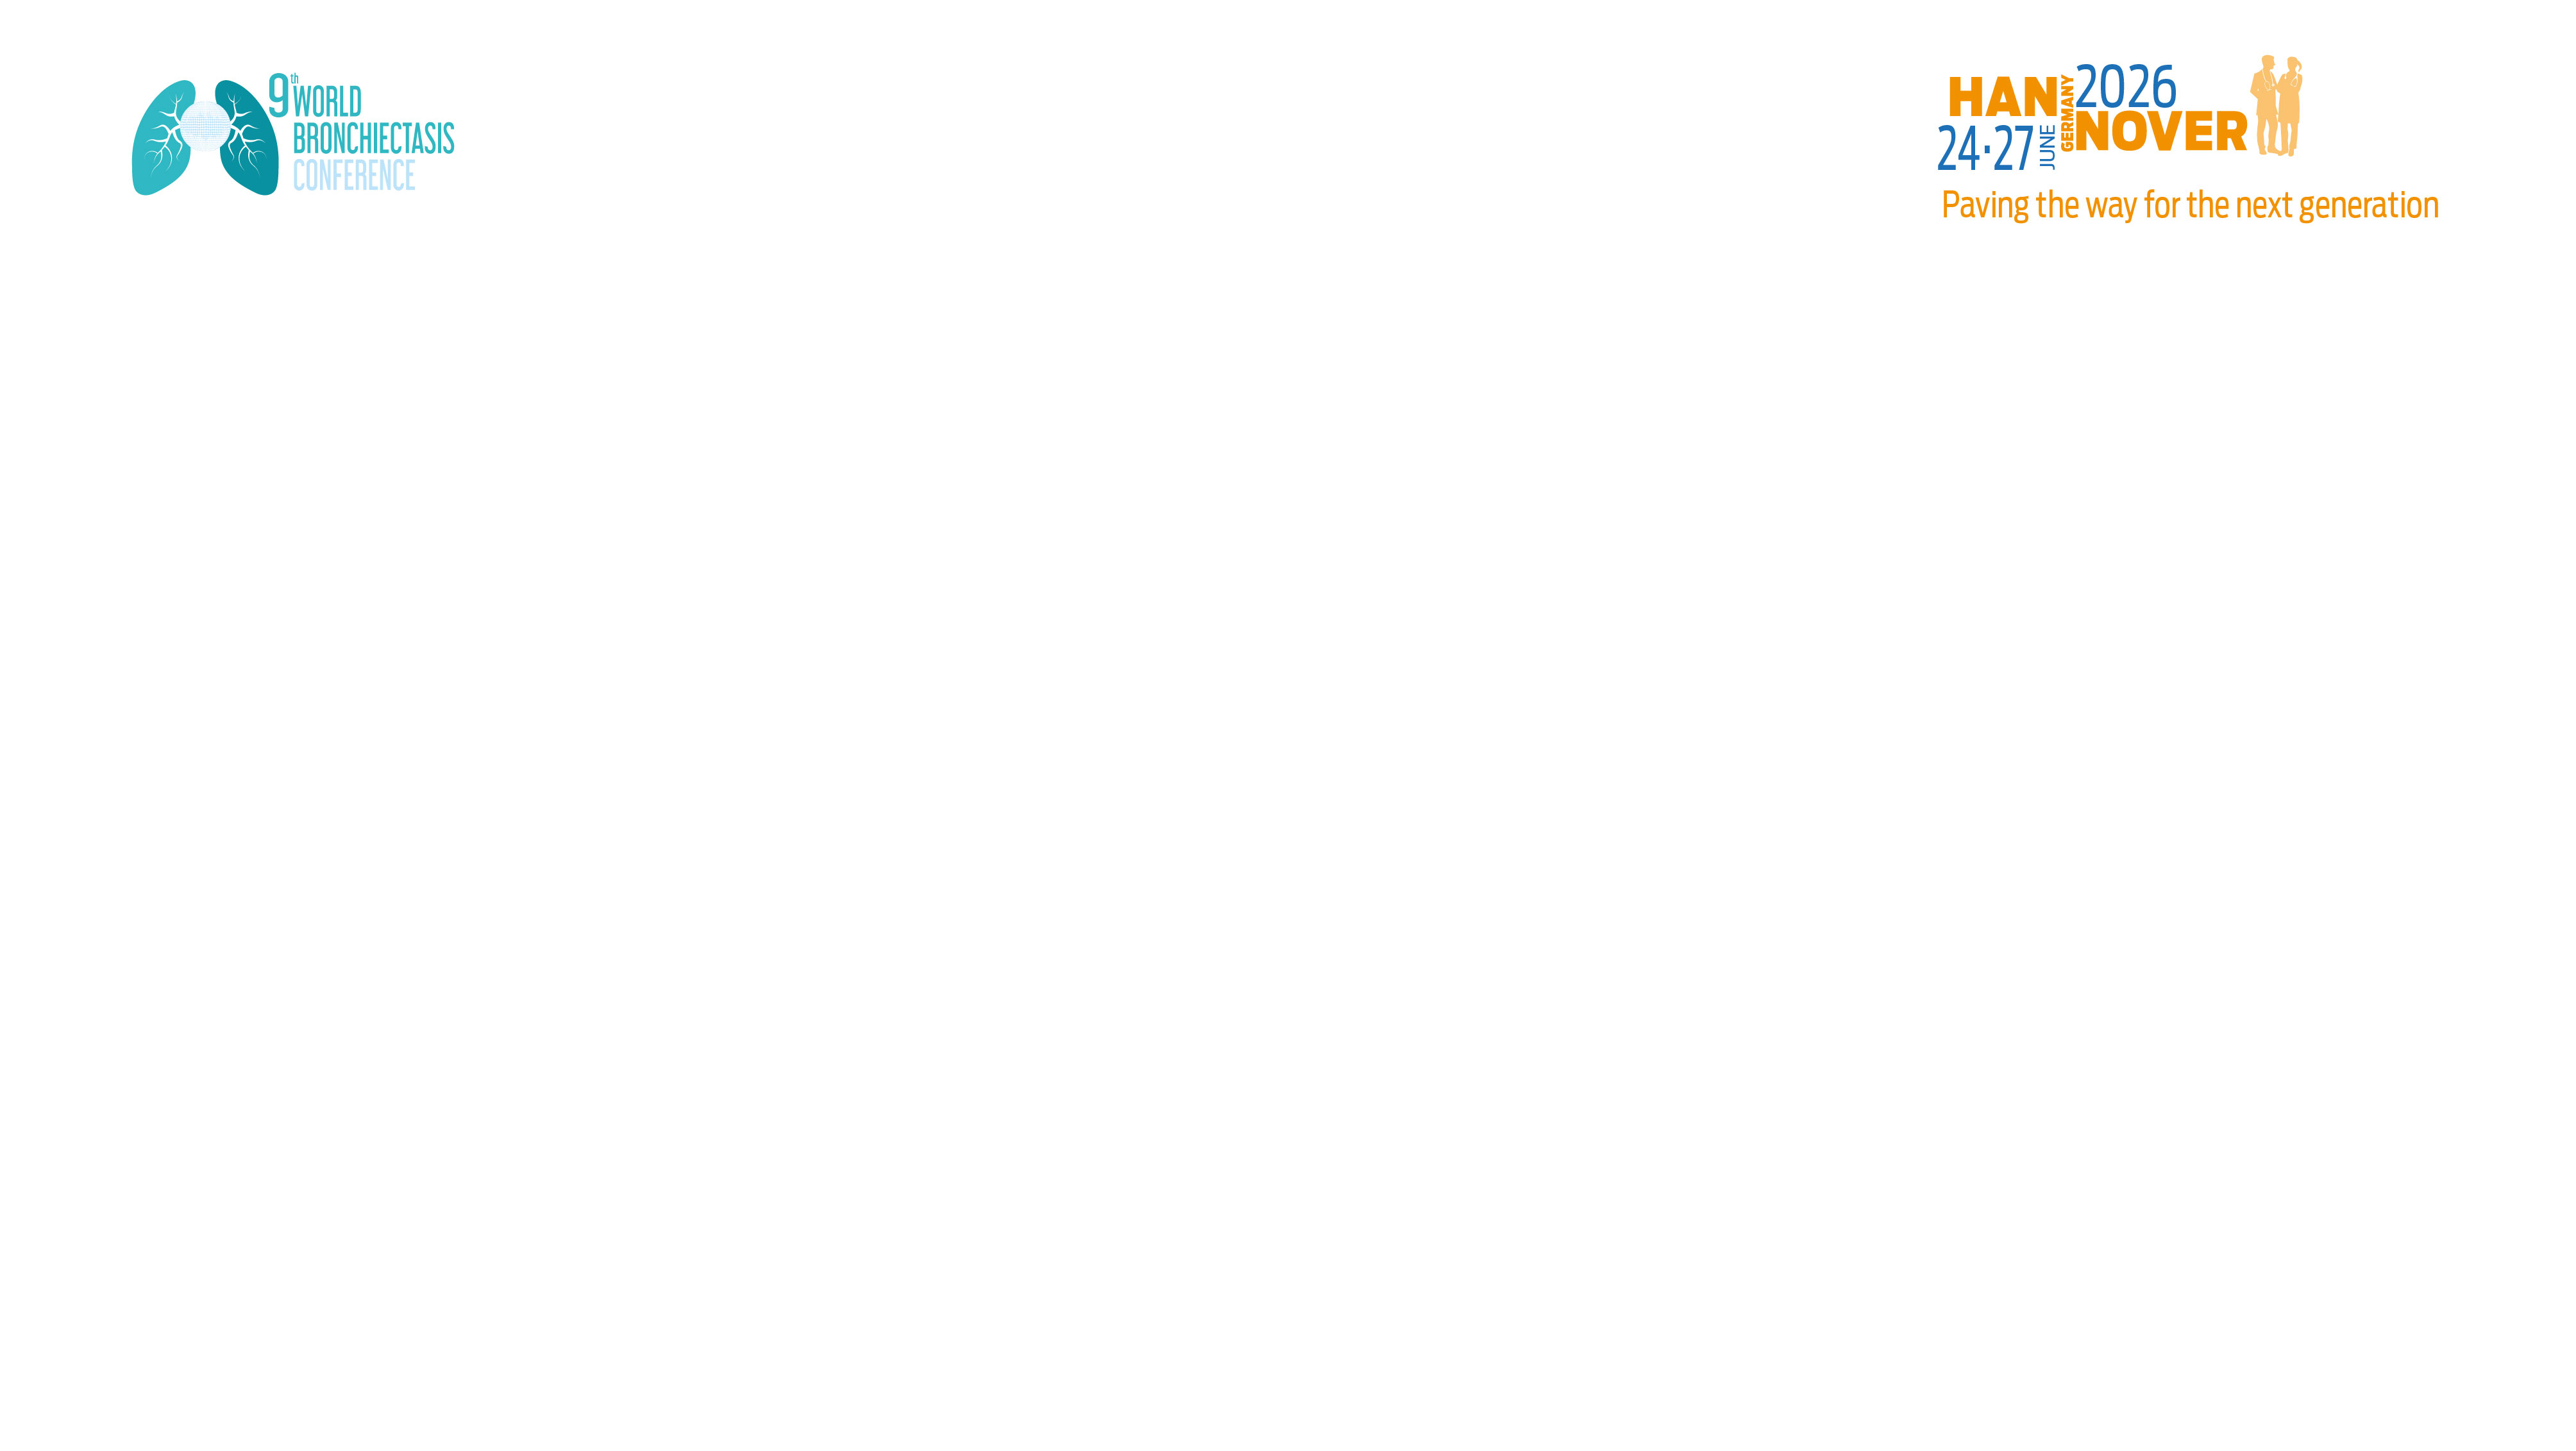 9th WORLD
BRONCHIECTASIS
CONFERENCE
HAN
GERMANY
2026
NOVER
24·27
JUNE
Paving the way for the next generation